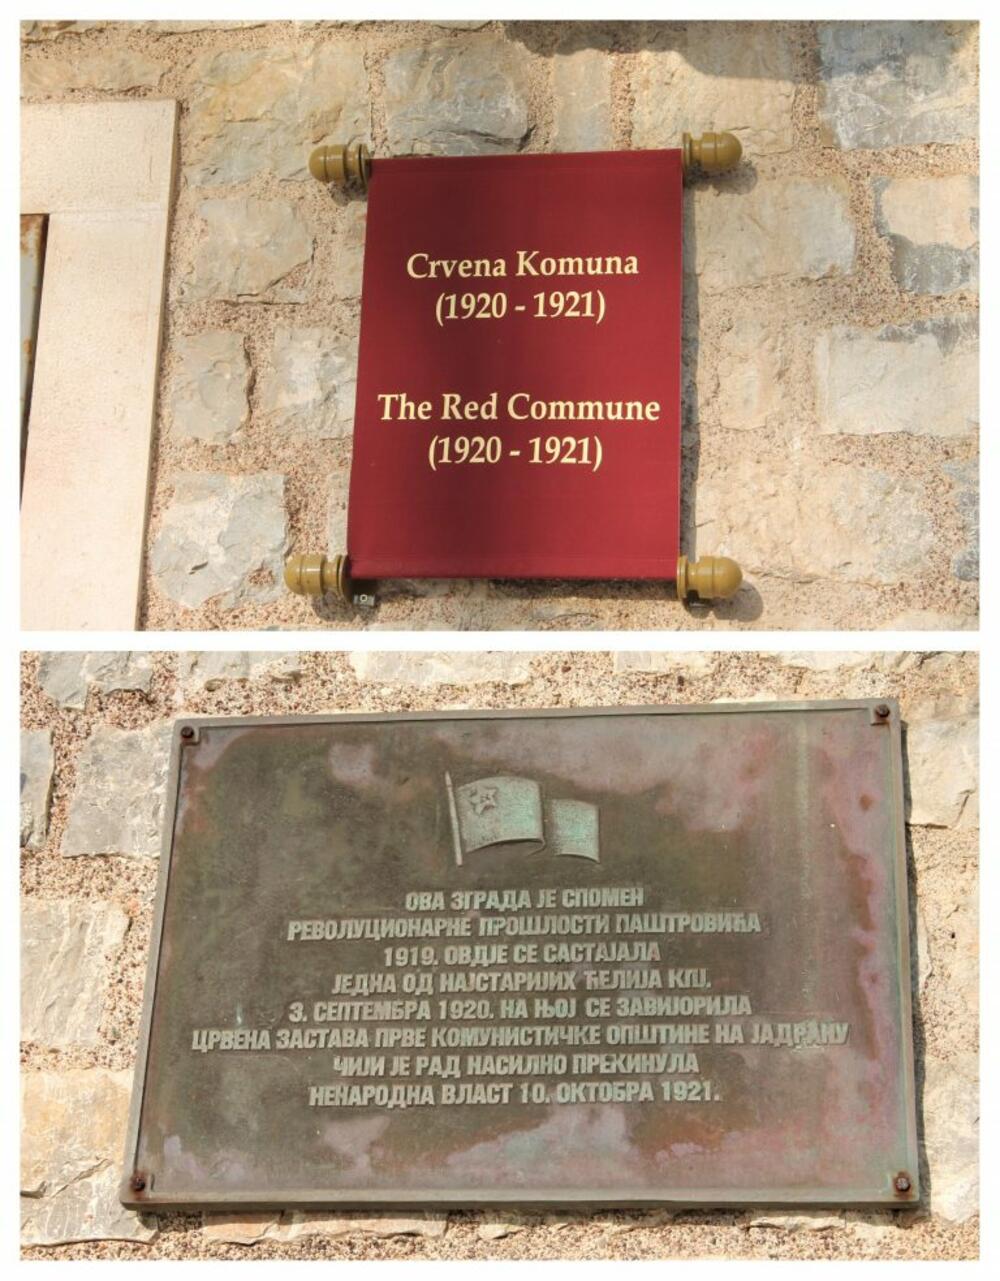 Crvena Komuna
(1920 - 1921)
The Red Commune
(1920 - 1921)
ОВА ЗГРАДА ЈЕ СПОМЕН
РЕВОЛУЦИОНАРНЕ ПРОШЛОСТИ ПАШТРОВИЋА
1919. ОВДЈЕ СЕ САСТАЈАЛА
ЈЕДНА ОД НАЈСТАРИЈИХ ЋЕЛИЈА КПЈ.
3. СЕПТЕМБРА 1920. НА ЊОЈ СЕ ЗАВИЈОРИЛА
ЦРВЕНА ЗАСТАВА ПРВЕ КОМУНИСТИЧКЕ ОПШТИНЕ НА ЈАДРАНУ
ЧИЈИ ЈЕ РАД НАСИЛНО ПРЕКИНУЛА
НЕНАРОДНА ВЛАСТ 10. ОКТОБРА 1921.